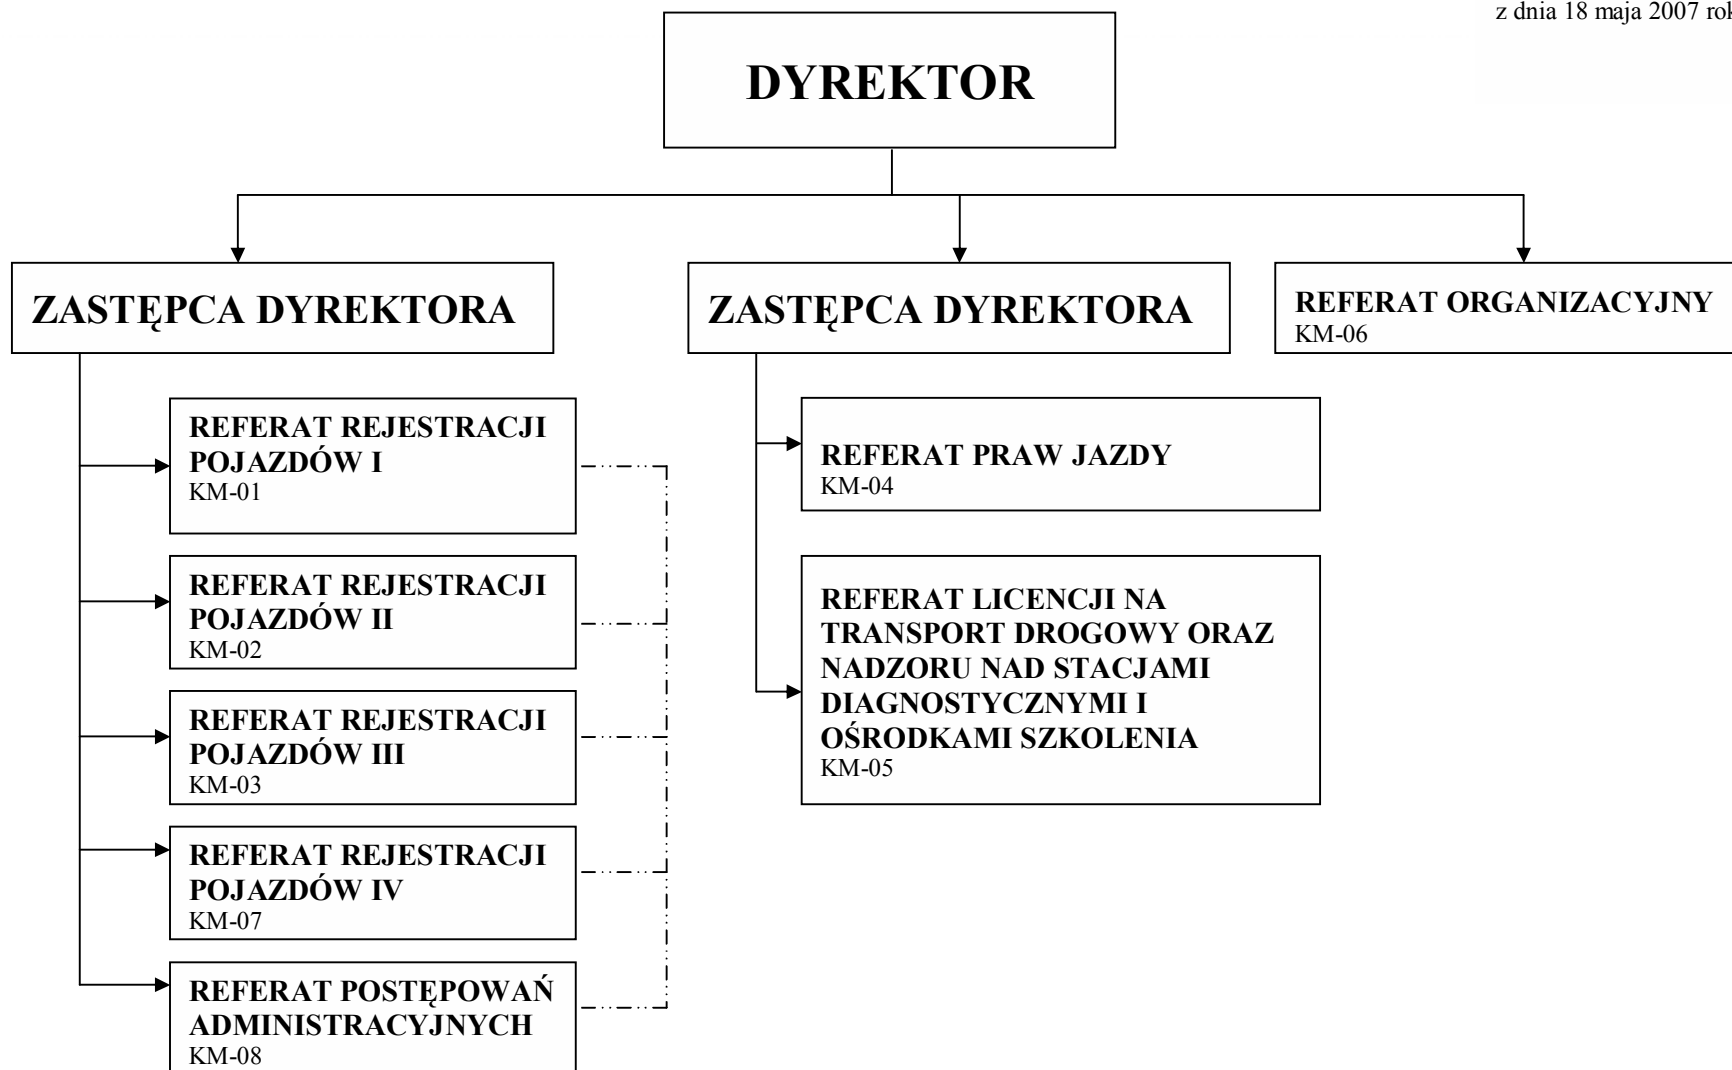 z dnia 18 maja 2007 rok
DYREKTOR
ZASTĘPCA DYREKTORA
ZASTĘPCA DYREKTORA
REFERAT ORGANIZACYJNY
KM-06
REFERAT REJESTRACJI
POJAZDÓW I
KM-01
REFERAT REJESTRACJI
POJAZDÓW II
KM-02
REFERAT REJESTRACJI
POJAZDÓW III
KM-03
REFERAT REJESTRACJI
POJAZDÓW IV
KM-07
REFERAT POSTĘPOWAŃ
ADMINISTRACYJNYCH
KM-08
REFERAT PRAW JAZDY
KM-04
REFERAT LICENCJI NA
TRANSPORT DROGOWY ORAZ
NADZORU NAD STACJAMI
DIAGNOSTYCZNYMI I
OŚRODKAMI SZKOLENIA
KM-05